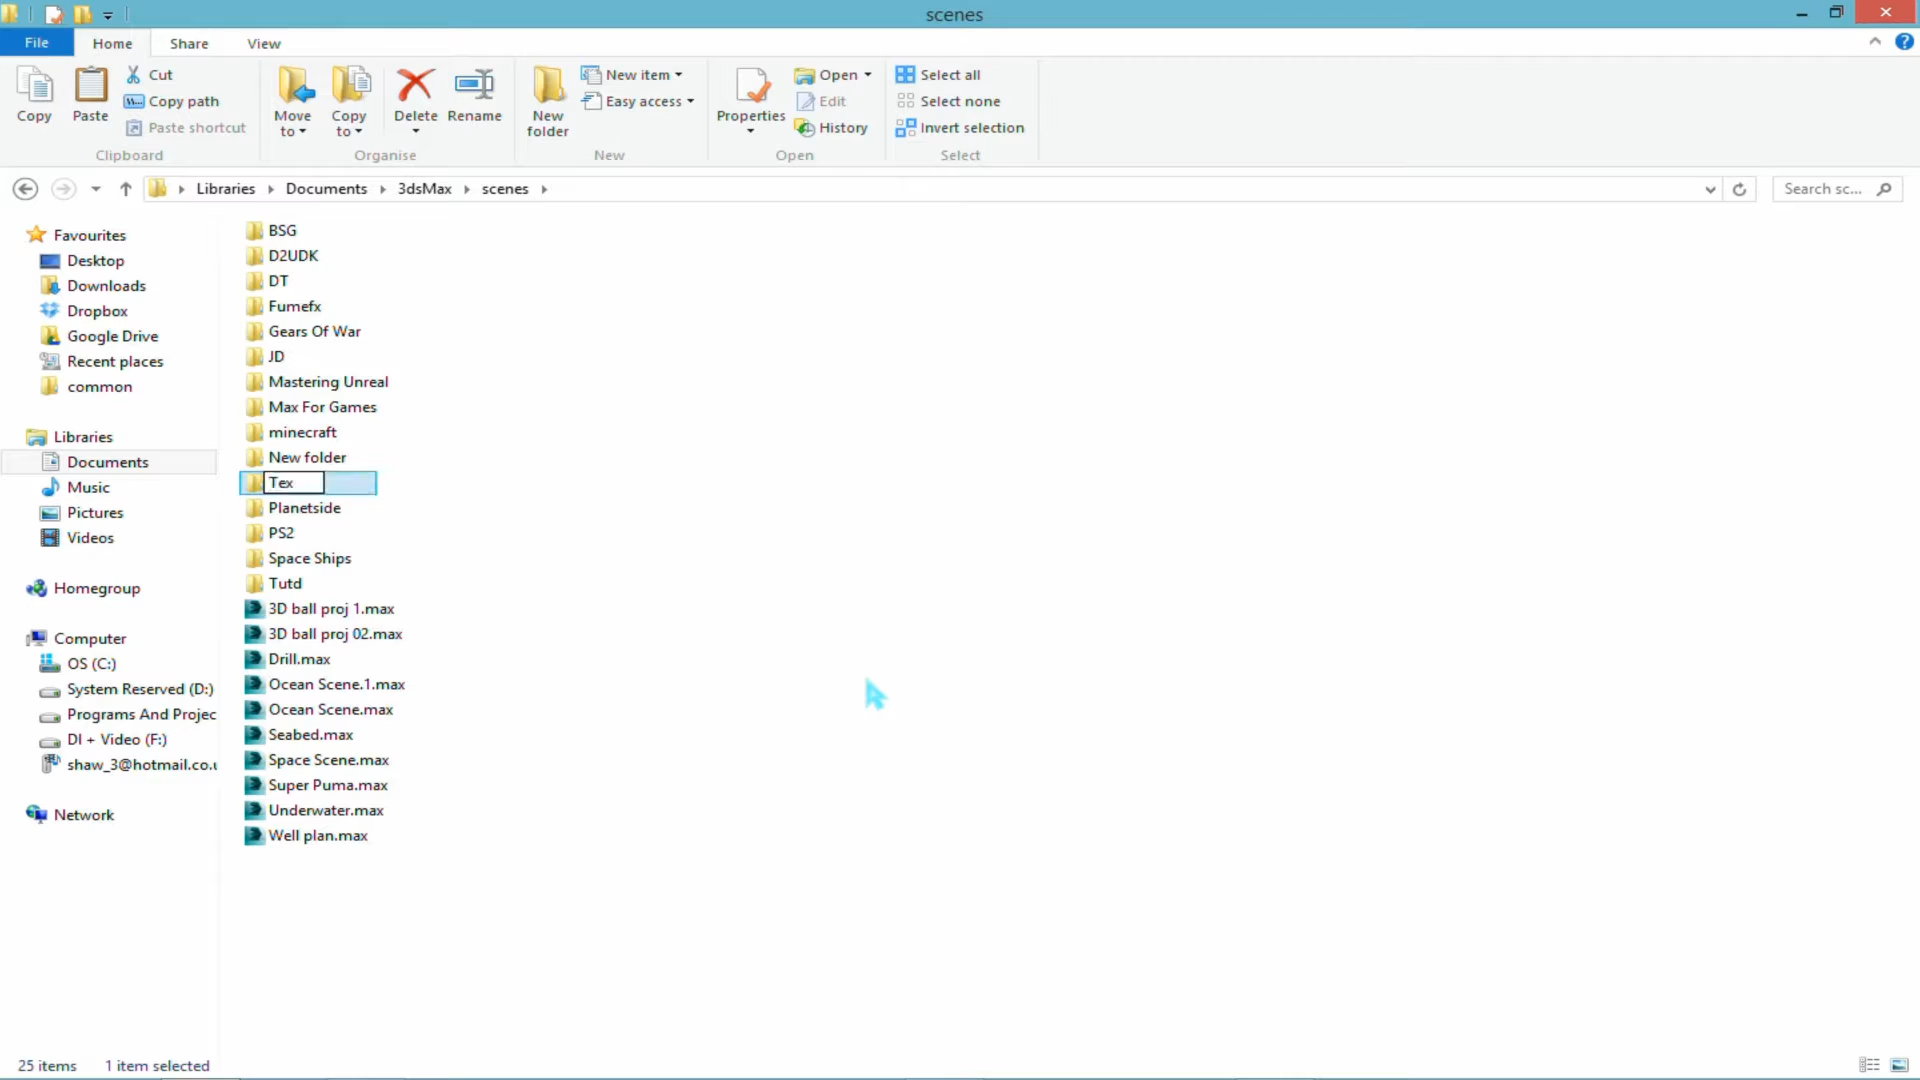 scenes
File Home Share View
Copy
Paste
Cut
Copy path
Paste shortcut
Clipboard
Move to
Copy to
Delete
Rename
Organise
New folder
New item
Easy access
New
Properties
Open
Edit
History
Open
Select all
Select none
Invert selection
Select
Libraries Documents 3dsMax scenes
Search sc...
Favourites
Desktop
Downloads
Dropbox
Google Drive
Recent places
common
Libraries
Documents
Music
Pictures
Videos
Homegroup
Computer
OS (C:)
System Reserved (D:)
Programs And Projec
DI + Video (F:)
shaw_3@hotmail.co.u
Network
BSG
D2UDK
DT
Fumefx
Gears Of War
JD
Mastering Unreal
Max For Games
minecraft
New folder
Tex
Planetside
PS2
Space Ships
Tutd
3D ball proj 1.max
3D ball proj 02.max
Drill.max
Ocean Scene.1.max
Ocean Scene.max
Seabed.max
Space Scene.max
Super Puma.max
Underwater.max
Well plan.max
25 items 1 item selected